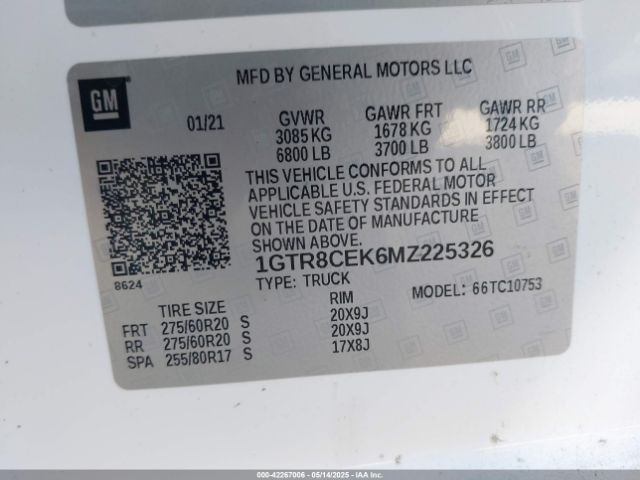 MFD BY GENERAL MOTORS LLC
GM
01/21
GVWR GAWR FRT GAWR RR
3085 KG 1678 KG 1724 KG
6800 LB 3700 LB 3800 LB
THIS VEHICLE CONFORMS TO ALL
APPLICABLE U.S. FEDERAL MOTOR
VEHICLE SAFETY STANDARDS IN EFFECT
ON THE DATE OF MANUFACTURE
1GTR8CEK6MZ225326
8624
TYPE: TRUCK MODEL: 66TC10753
TIRE SIZE RIM
FRT 275/60R20 S 20X9J
RR 275/60R20 S 20X9J
SPA 255/80R17 S 17X8J
000-42267006 - 05/14/2025 - IAA Inc.